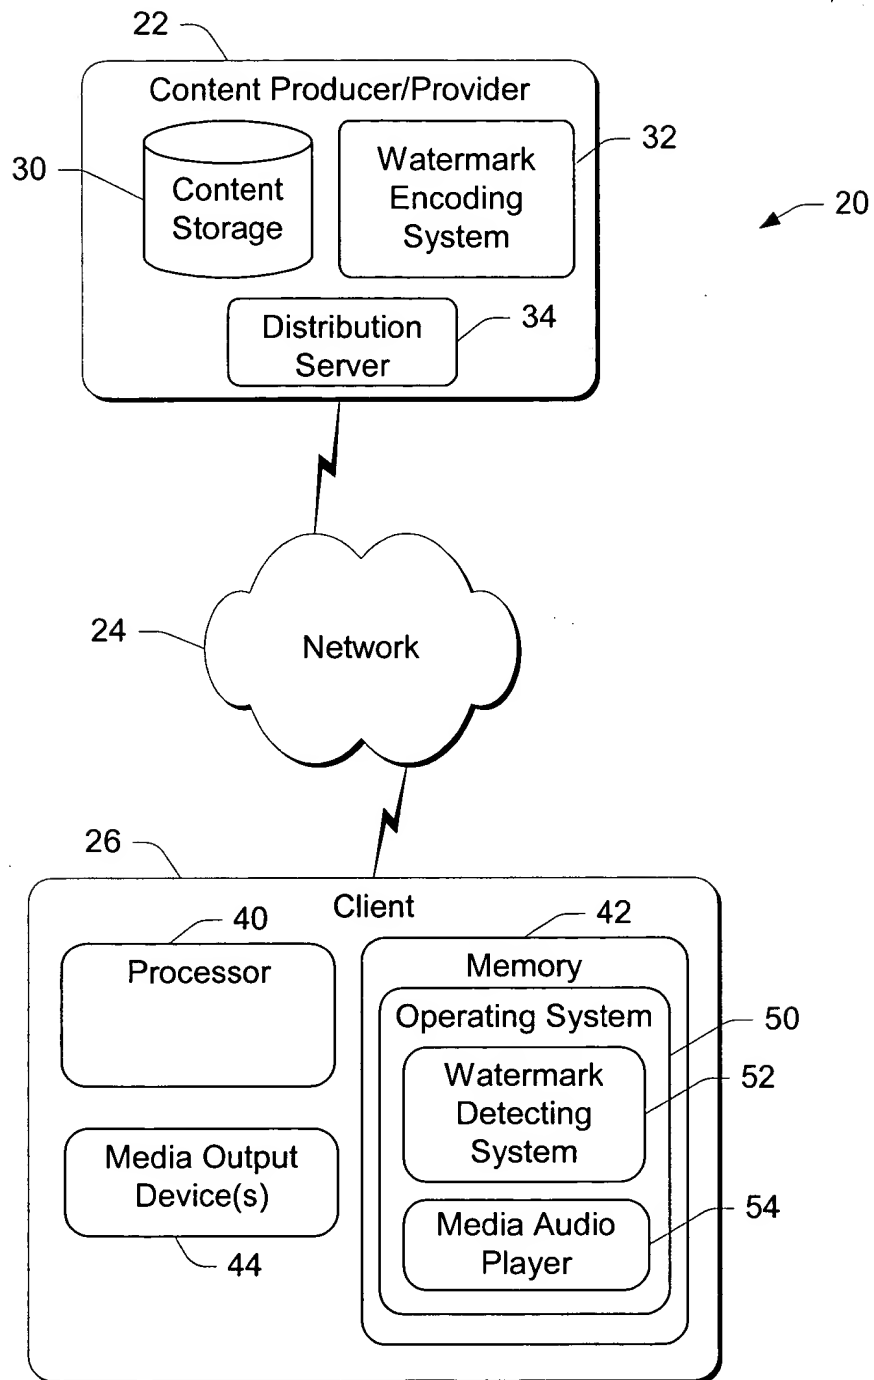 22
Content Producer/Provider
30
Content
Storage
Watermark
Encoding
System
32
20
Distribution
Server
34
24
Network
26
Client
40
Processor
42
Memory
Operating System
50
Watermark
Detecting
System
52
Media Output
Device(s)
44
Media Audio
Player
54